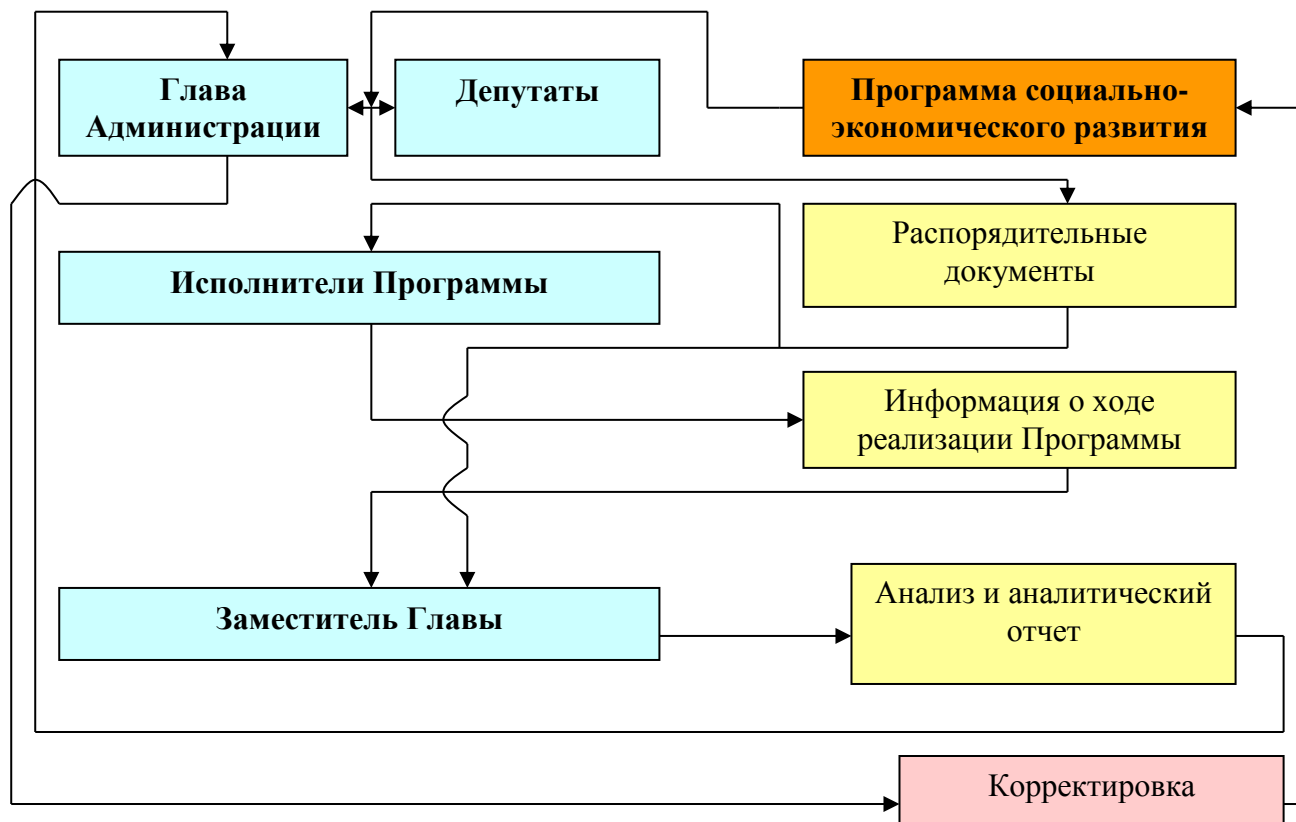 Глава
Администрации
Депутаты
Программа социально-
экономического развития
Распорядительные
документы
Исполнители Программы
Информация о ходе
реализации Программы
Заместитель Главы
Анализ и аналитический
отчет
Корректировка